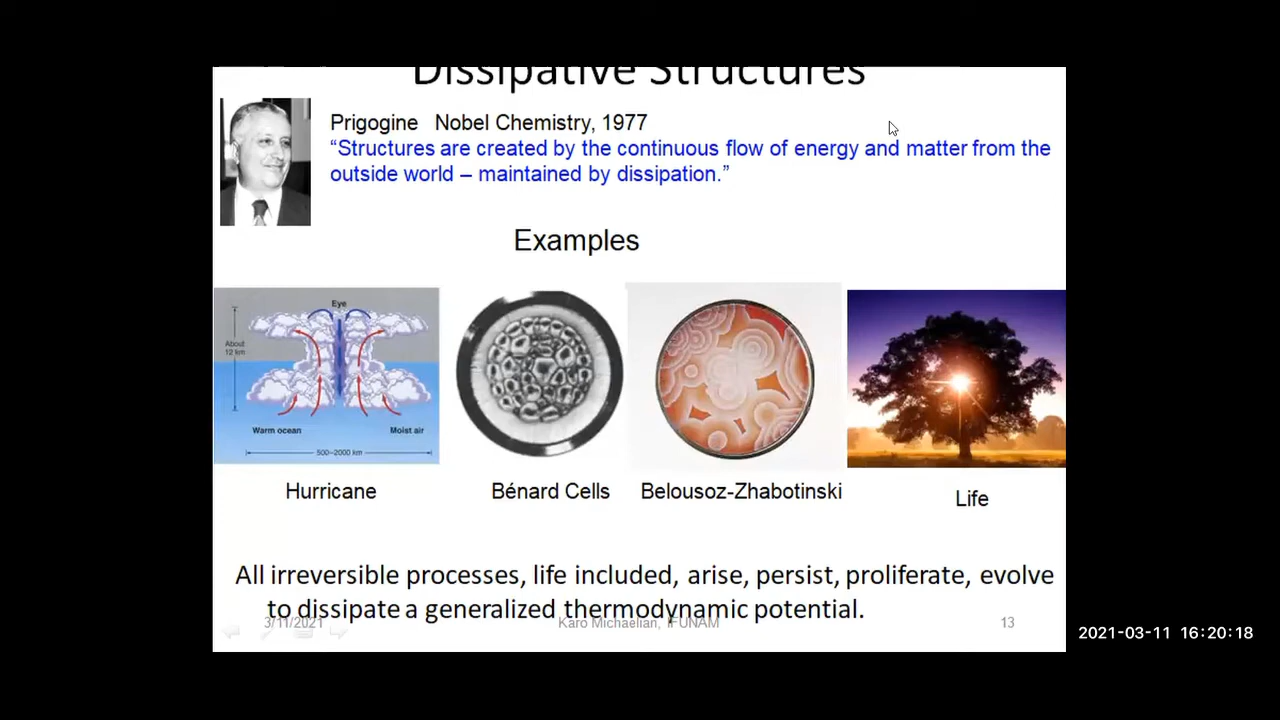 Dissipative Structures
Prigogine Nobel Chemistry, 1977
“Structures are created by the continuous flow of energy and matter from the
outside world – maintained by dissipation.”
Examples
Eye
About
12 km
Warm ocean
Moist air
500–2000 km
Hurricane
Bénard Cells
Belousoz-Zhabotinski
Life
All irreversible processes, life included, arise, persist, proliferate, evolve
to dissipate a generalized thermodynamic potential.
3/11/2021
Karo Michaelian, IFUNAM
13
2021-03-11 16:20:18